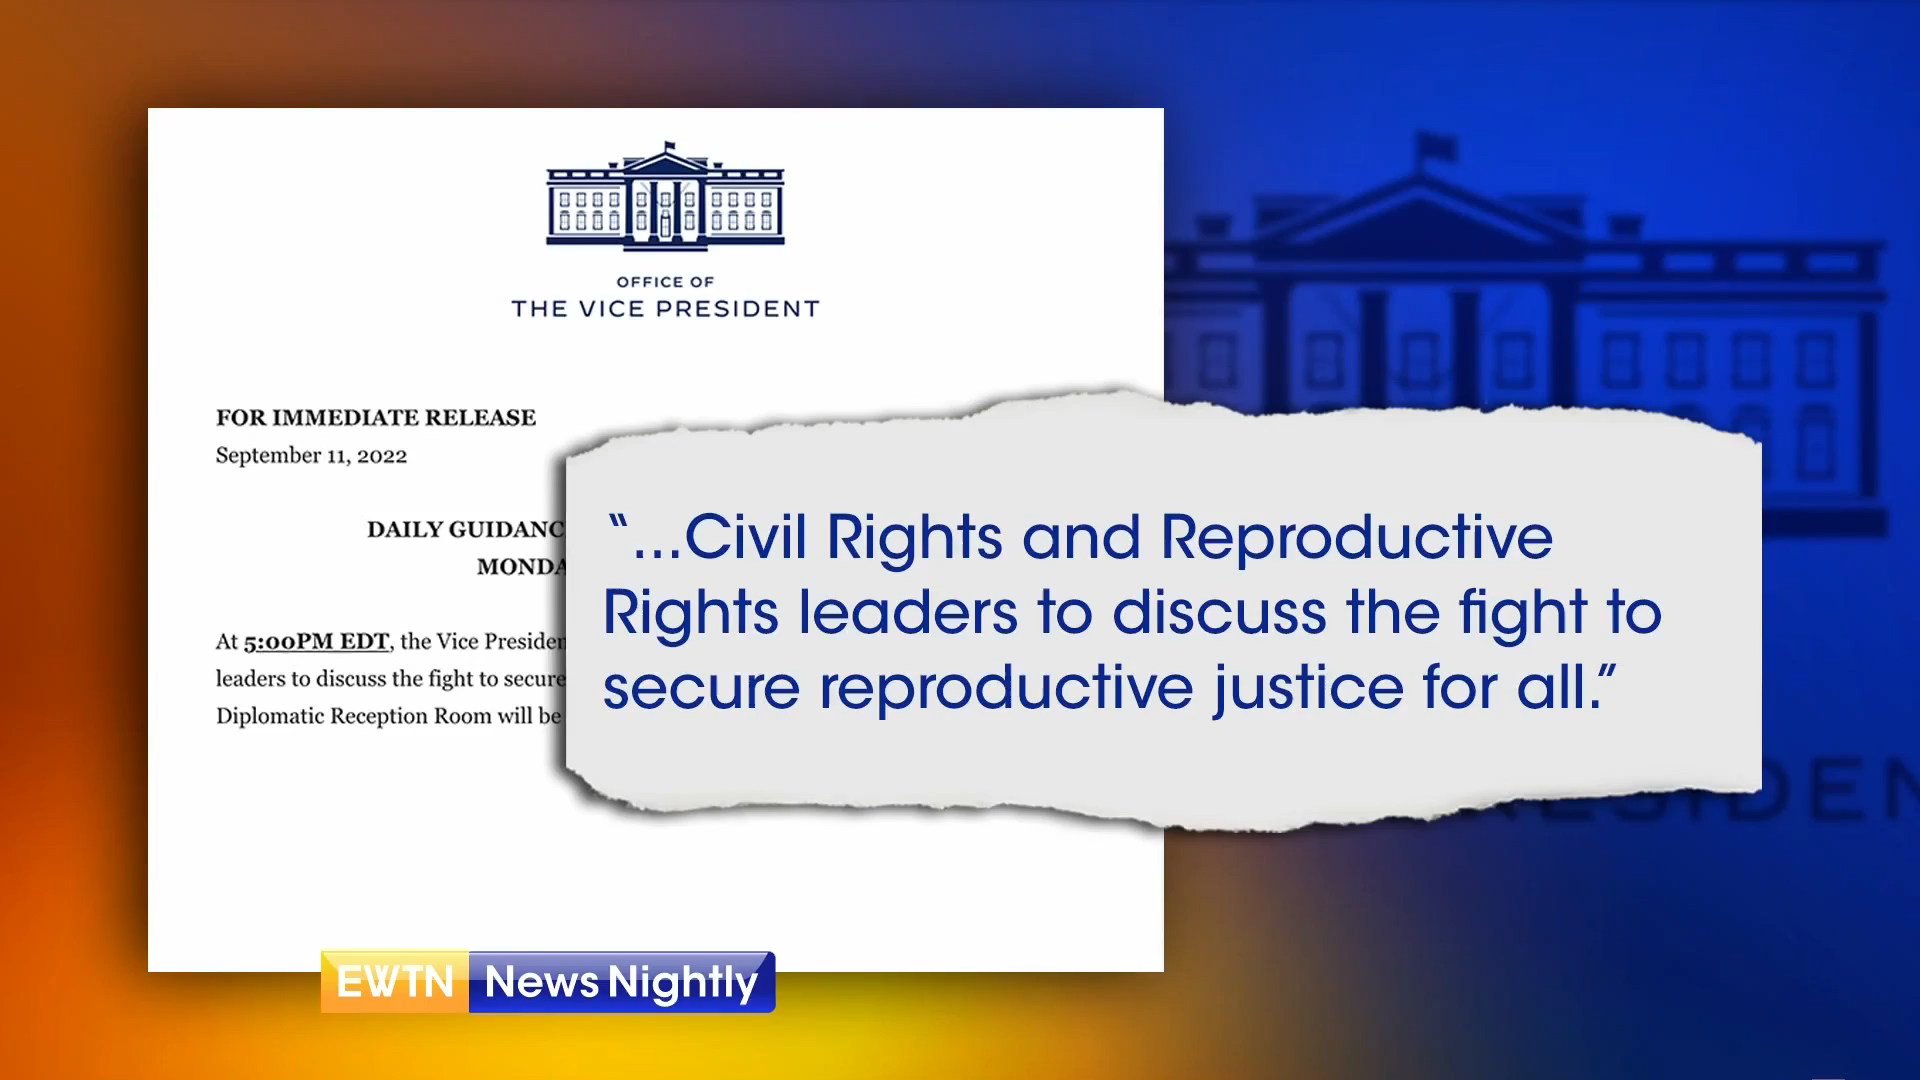 OFFICE OF
THE VICE PRESIDENT
FOR IMMEDIATE RELEASE
September 11, 2022
DAILY GUIDANC
MONDA
At 5:00PM EDT, the Vice Presiden
leaders to discuss the fight to secure
Diplomatic Reception Room will be
“...Civil Rights and Reproductive
Rights leaders to discuss the fight to
secure reproductive justice for all.”
EWTN News Nightly